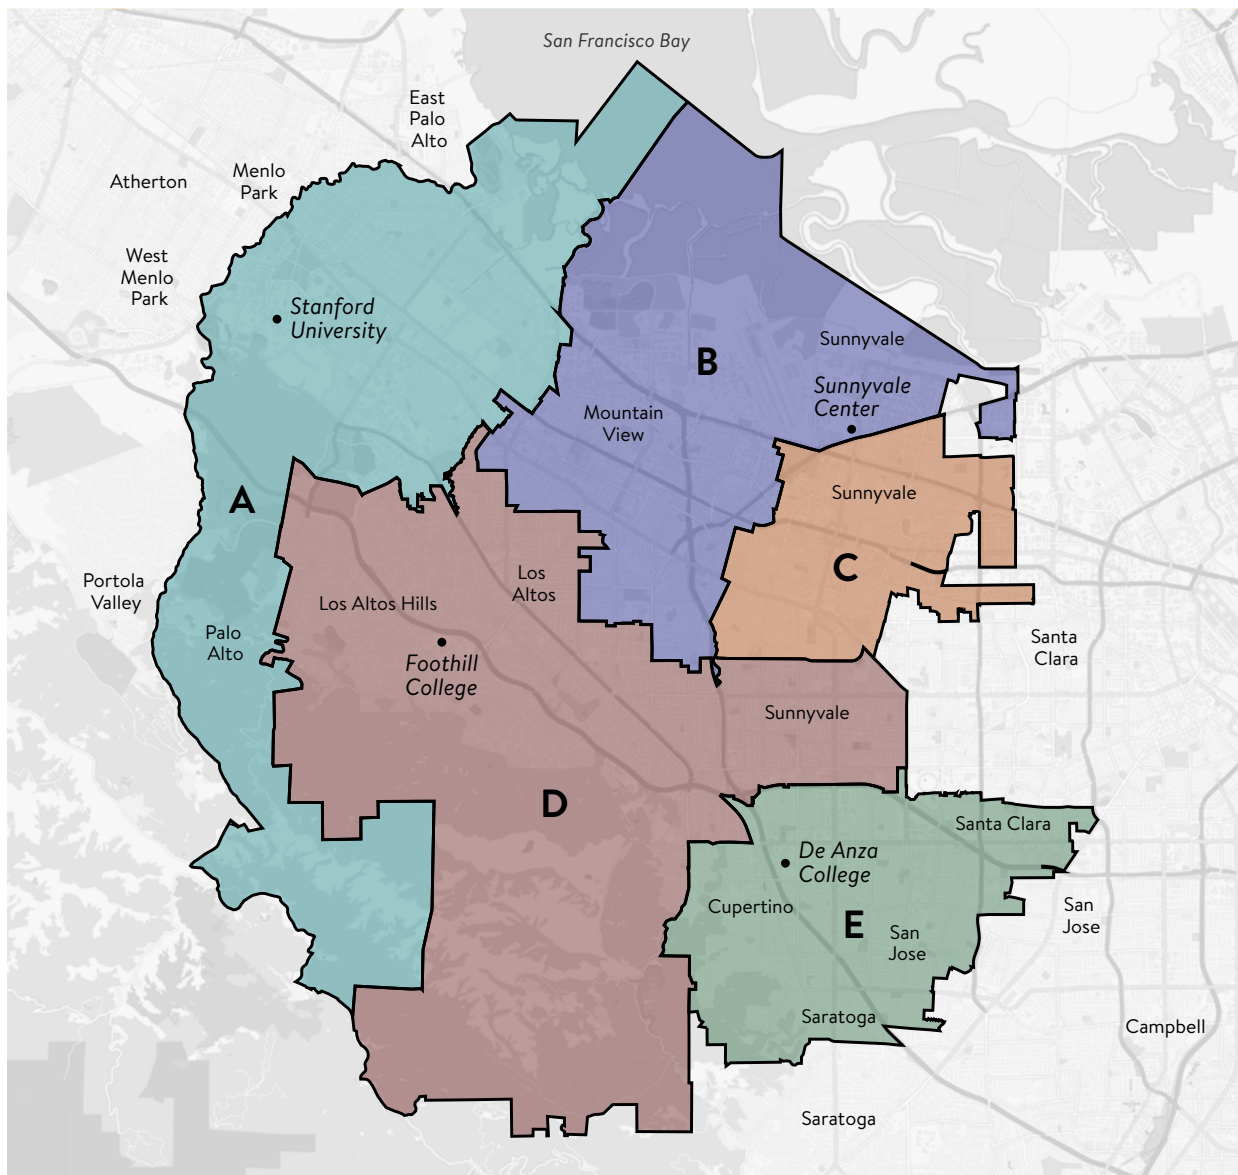 San Francisco Bay
East
Palo
Alto
Menlo
Park
Atherton
West
Menlo
Park
Stanford
University
Sunnyvale
B
Sunnyvale
Center
Mountain
View
A
Sunnyvale
C
Los
Altos
Portola
Valley
Los Altos Hills
Palo
Alto
Santa
Clara
Foothill
College
Sunnyvale
D
Santa Clara
De Anza
College
Cupertino
E
San
Jose
San
Jose
Saratoga
Campbell
Saratoga